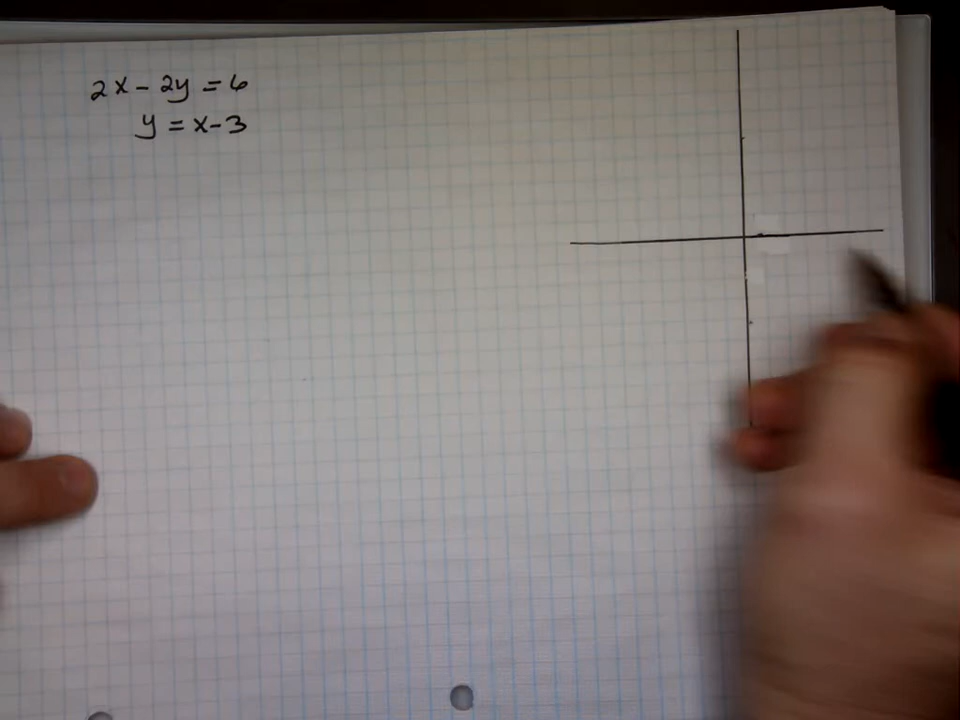 2x - 2y = 6
y = x - 3